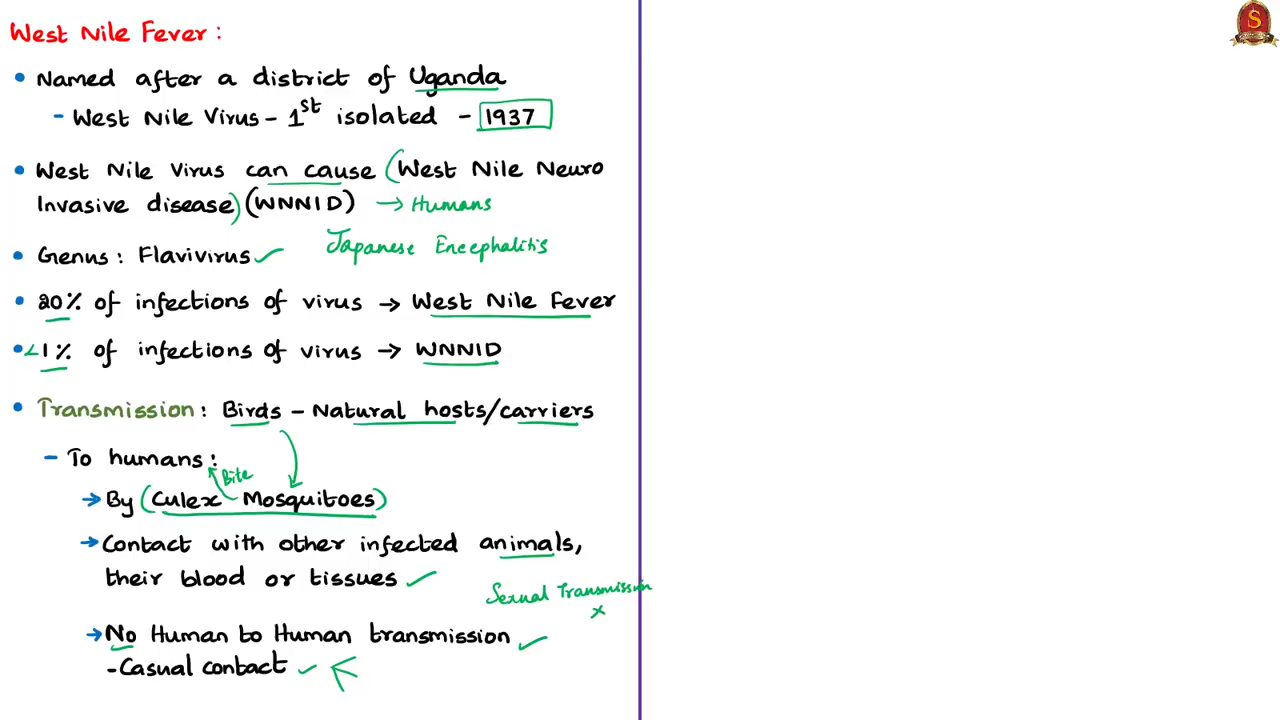 West Nile Fever:
• Named after a district of Uganda
- West Nile Virus - 1st isolated - 1937
• West Nile Virus can cause (West Nile Neuro
Invasive disease) (WNNID) → Humans
Japanese Encephalitis
• Genus: Flavivirus ✓
• 20% of infections of virus → West Nile Fever
• <1% of infections of virus → WNNID
• Transmission: Birds - Natural hosts/carriers
- To humans:
Bite
→ By (Culex Mosquitoes)
→ Contact with other infected animals,
their blood or tissues ✓
Sexual Transmission
x
→ No Human to Human transmission ✓
- Casual contact ✓
S